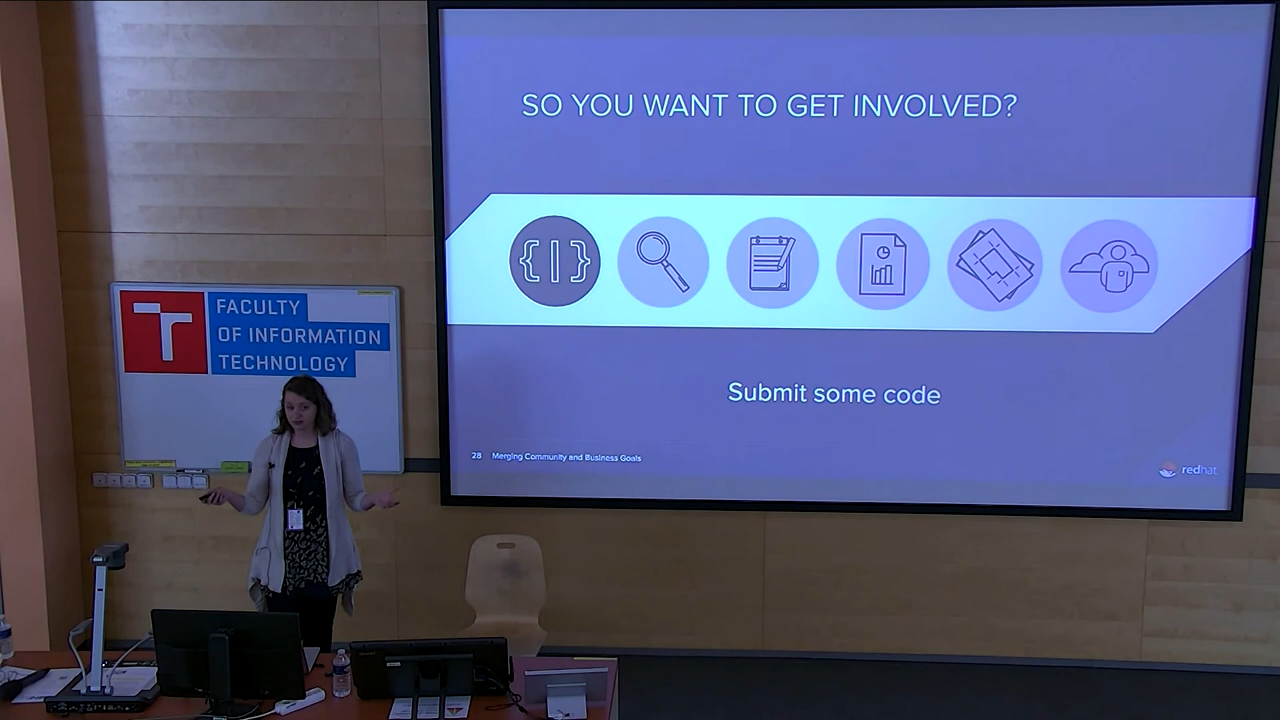 SO YOU WANT TO GET INVOLVED?
Submit some code
28 Merging Community and Business Goals
redhat
FACULTY
OF INFORMATION
TECHNOLOGY